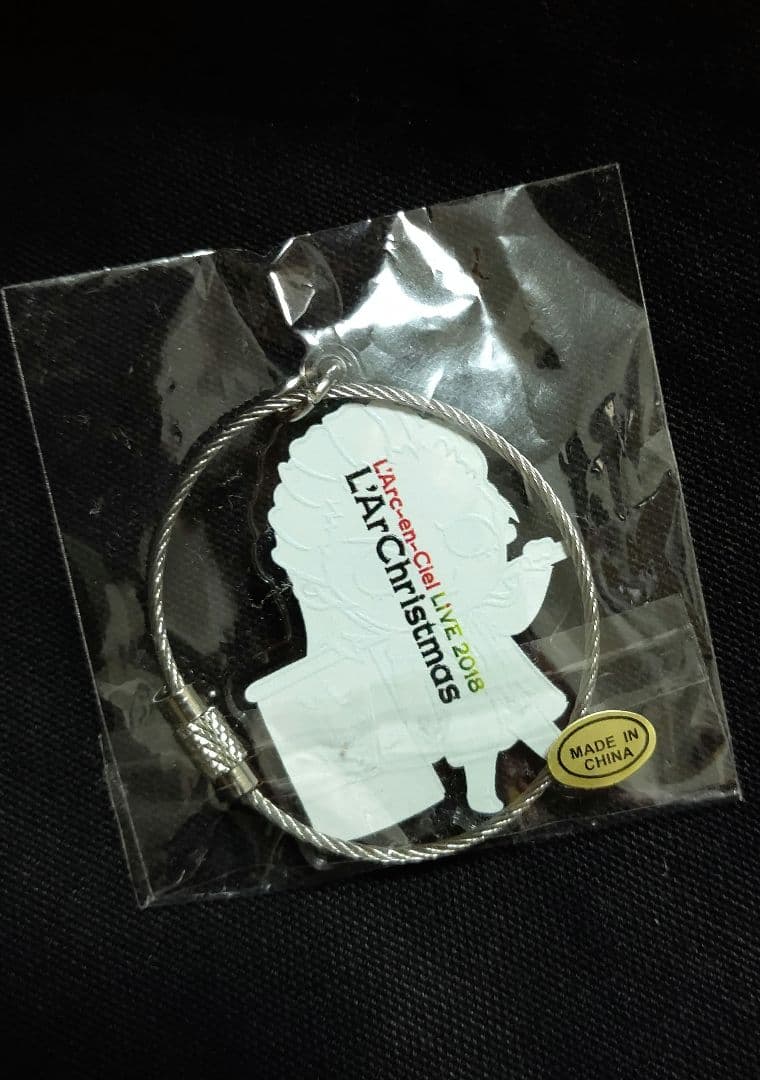 L'Arc~en~Ciel LiVE 2018
L'ArChristmas
MADE IN
CHINA